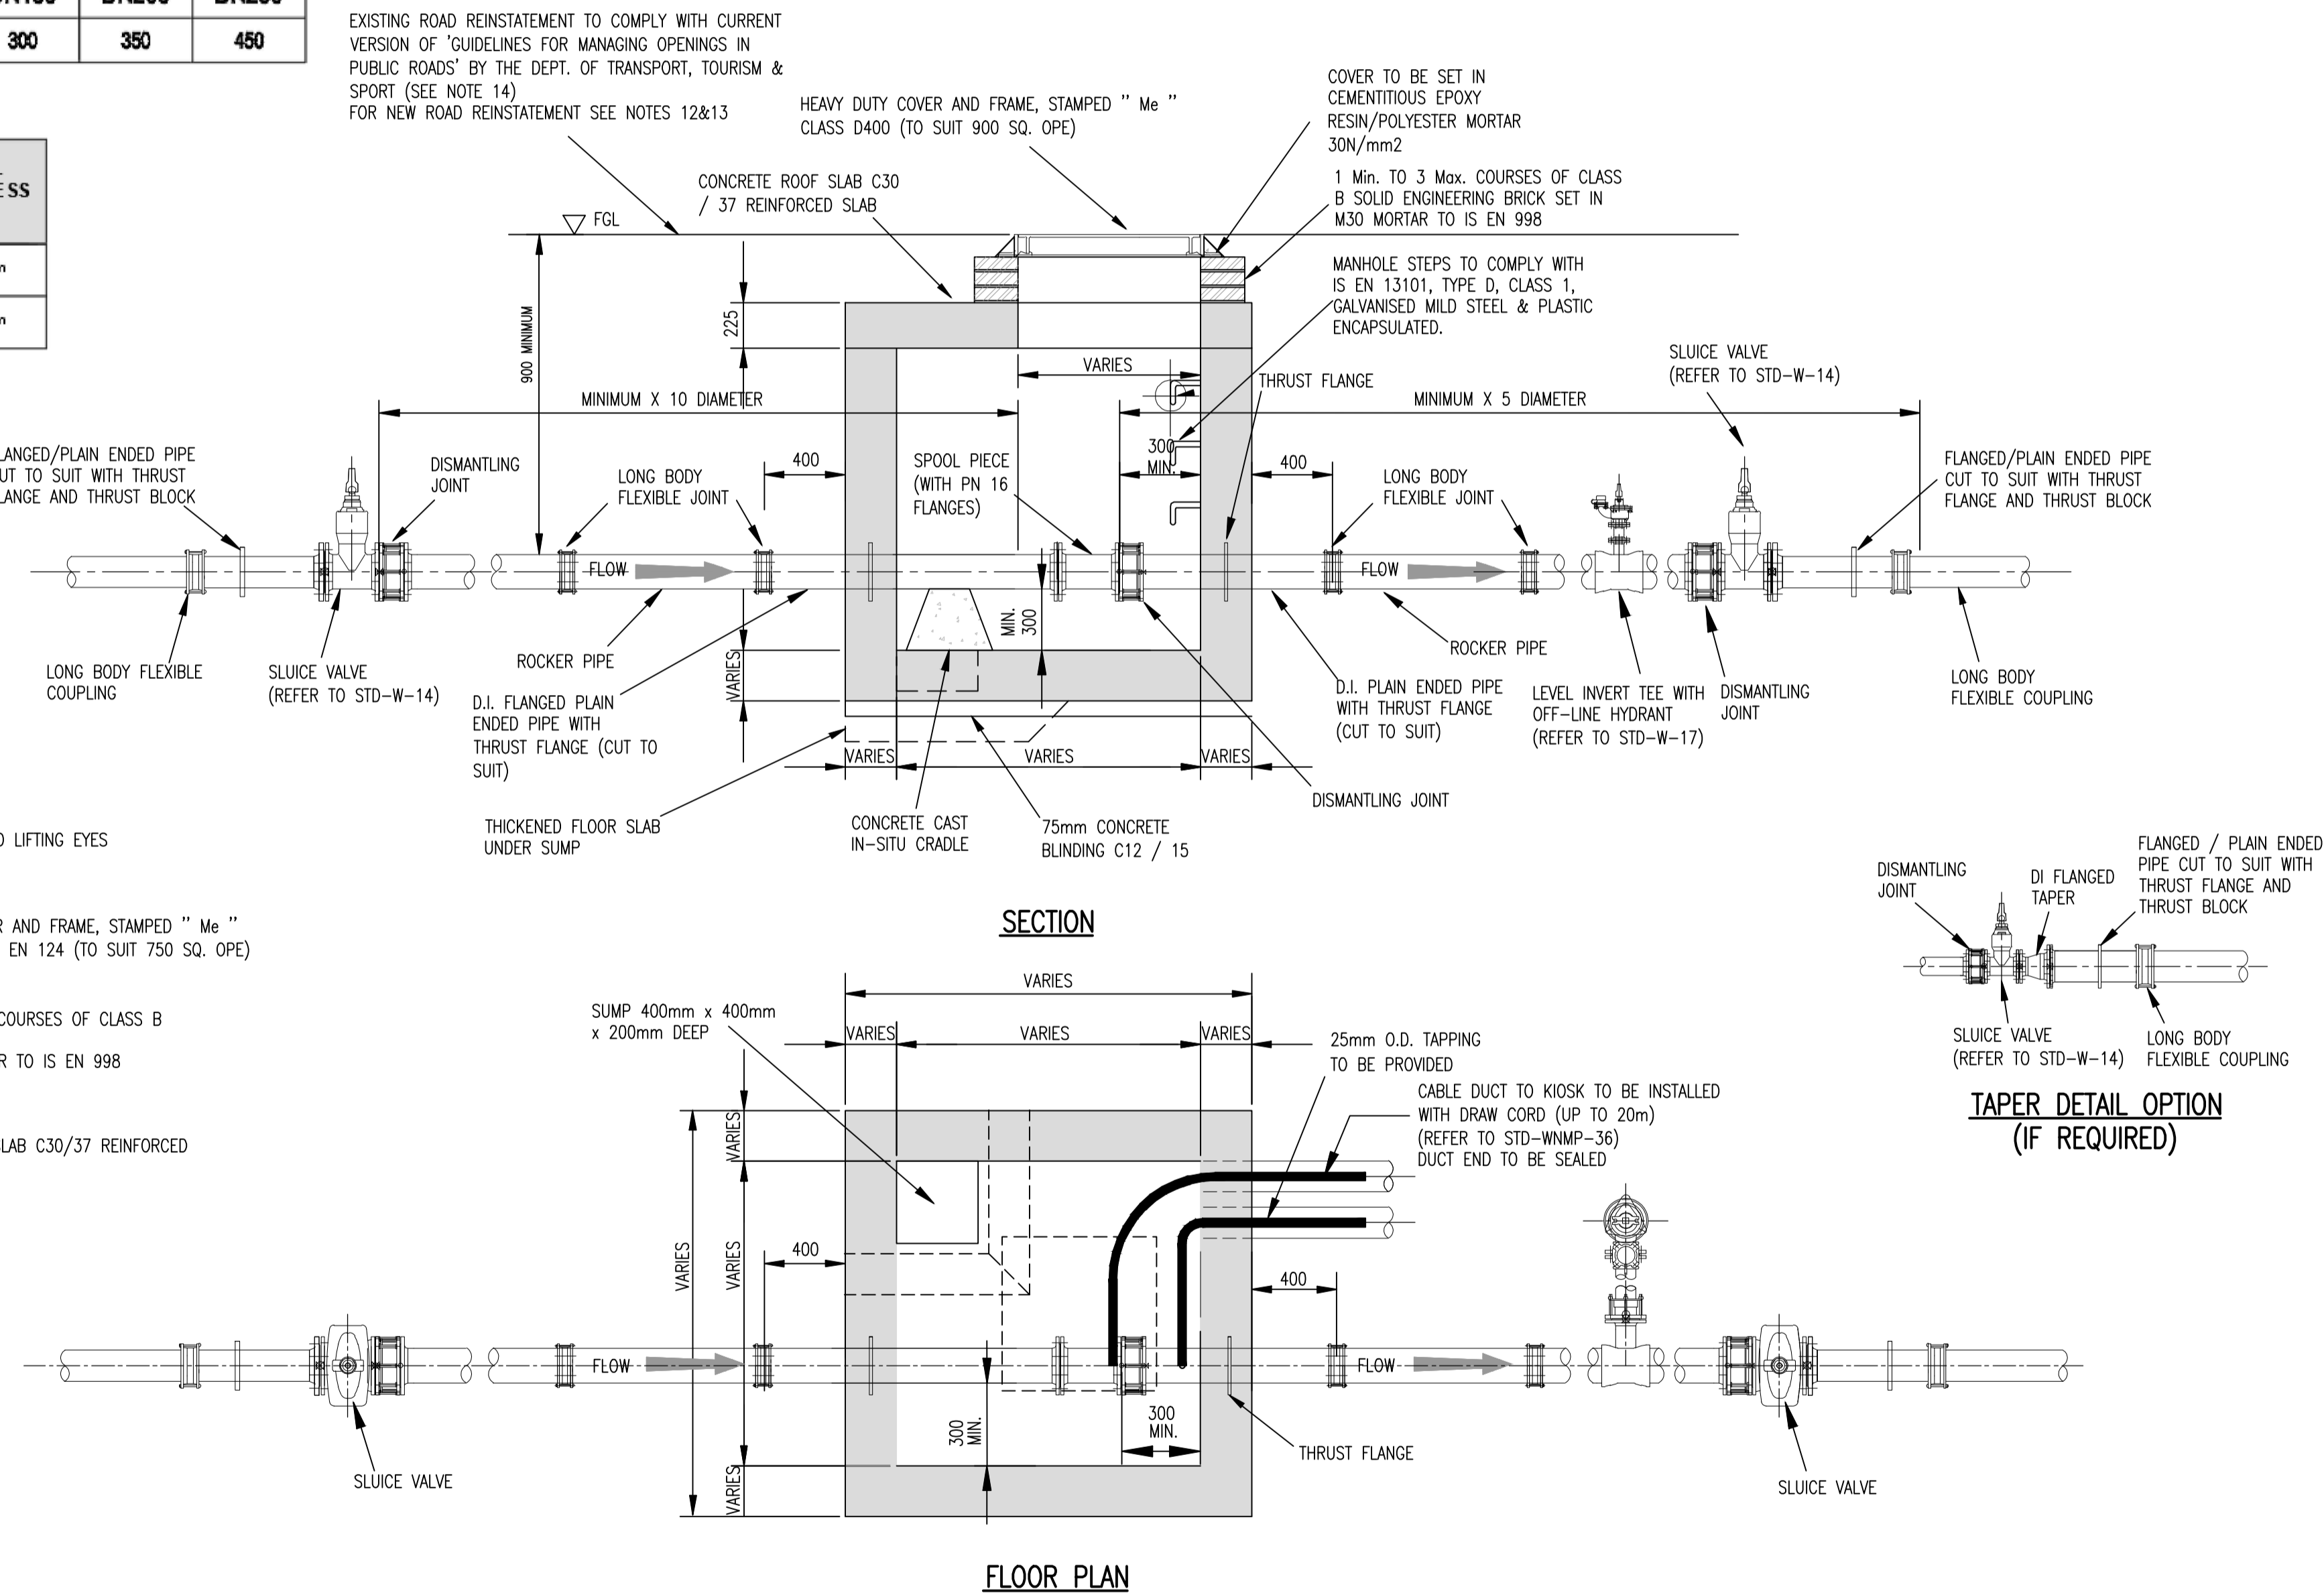 300
350
450
EXISTING ROAD REINSTATEMENT TO COMPLY WITH CURRENT
VERSION OF 'GUIDELINES FOR MANAGING OPENINGS IN
PUBLIC ROADS' BY THE DEPT. OF TRANSPORT, TOURISM &
SPORT (SEE NOTE 14)
FOR NEW ROAD REINSTATEMENT SEE NOTES 12&13
HEAVY DUTY COVER AND FRAME, STAMPED '' Me ''
CLASS D400 (TO SUIT 900 SQ. OPE)
COVER TO BE SET IN
CEMENTITIOUS EPOXY
RESIN/POLYESTER MORTAR
30N/mm2
1 Min. TO 3 Max. COURSES OF CLASS
B SOLID ENGINEERING BRICK SET IN
M30 MORTAR TO IS EN 998
CONCRETE ROOF SLAB C30
/ 37 REINFORCED SLAB
FGL
MANHOLE STEPS TO COMPLY WITH
IS EN 13101, TYPE D, CLASS 1,
GALVANISED MILD STEEL & PLASTIC
ENCAPSULATED.
900 MINIMUM
225
VARIES
THRUST FLANGE
SLUICE VALVE
(REFER TO STD-W-14)
MINIMUM X 10 DIAMETER
MINIMUM X 5 DIAMETER
FLANGED/PLAIN ENDED PIPE
CUT TO SUIT WITH THRUST
FLANGE AND THRUST BLOCK
DISMANTLING
JOINT
LONG BODY
FLEXIBLE JOINT
400
SPOOL PIECE
(WITH PN 16
FLANGES)
300
MIN.
400
LONG BODY
FLEXIBLE JOINT
FLANGED/PLAIN ENDED PIPE
CUT TO SUIT WITH THRUST
FLANGE AND THRUST BLOCK
FLOW
FLOW
MIN.
300
VARIES
LONG BODY FLEXIBLE
COUPLING
SLUICE VALVE
(REFER TO STD-W-14)
ROCKER PIPE
D.I. FLANGED PLAIN
ENDED PIPE WITH
THRUST FLANGE (CUT TO
SUIT)
ROCKER PIPE
D.I. PLAIN ENDED PIPE
WITH THRUST FLANGE
(CUT TO SUIT)
LEVEL INVERT TEE WITH
OFF-LINE HYDRANT
(REFER TO STD-W-17)
DISMANTLING
JOINT
LONG BODY
FLEXIBLE COUPLING
VARIES
VARIES
VARIES
DISMANTLING JOINT
THICKENED FLOOR SLAB
UNDER SUMP
CONCRETE CAST
IN-SITU CRADLE
75mm CONCRETE
BLINDING C12 / 15
SECTION
LIFTING EYES
AND FRAME, STAMPED '' Me ''
EN 124 (TO SUIT 750 SQ. OPE)
COURSES OF CLASS B
TO IS EN 998
C30/37 REINFORCED
DISMANTLING
JOINT
DI FLANGED
TAPER
FLANGED / PLAIN ENDED
PIPE CUT TO SUIT WITH
THRUST FLANGE AND
THRUST BLOCK
SLUICE VALVE
(REFER TO STD-W-14)
LONG BODY
FLEXIBLE COUPLING
TAPER DETAIL OPTION
(IF REQUIRED)
VARIES
SUMP 400mm x 400mm
x 200mm DEEP
VARIES
VARIES
VARIES
25mm O.D. TAPPING
TO BE PROVIDED
CABLE DUCT TO KIOSK TO BE INSTALLED
WITH DRAW CORD (UP TO 20m)
(REFER TO STD-WNMP-36)
DUCT END TO BE SEALED
VARIES
VARIES
VARIES
VARIES
400
400
FLOW
FLOW
300
MIN.
300
MIN.
THRUST FLANGE
SLUICE VALVE
SLUICE VALVE
FLOOR PLAN